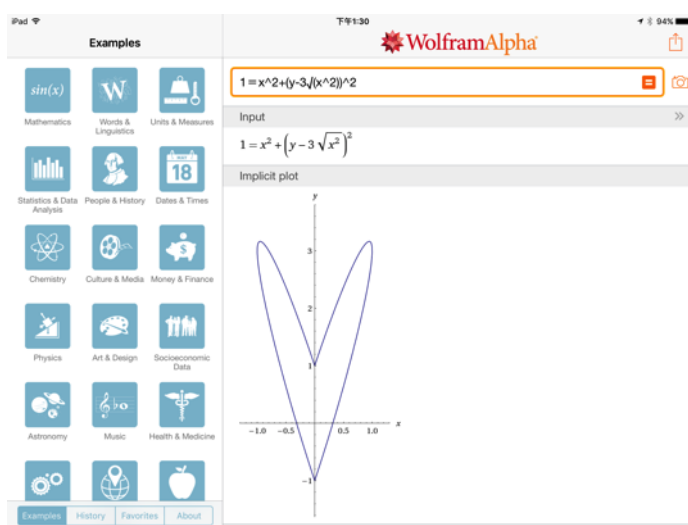 iPad 下午1:30 94%
Examples
WolframAlpha
sin(x)
Mathematics
W
Words &
Linguistics
Units & Measures
Statistics & Data
Analysis
People & History
18
Dates & Times
Chemistry
Culture & Media
$
Money & Finance
Physics
Art & Design
Socioeconomic
Data
Astronomy
Music
Health & Medicine
Examples History Favorites About
1=x^2+(y-3√(x^2))^2
Input
1 = x² + (y − 3 √x²)²
Implicit plot
y
3
2
1
-1.0 -0.5 0.5 1.0 x
-1